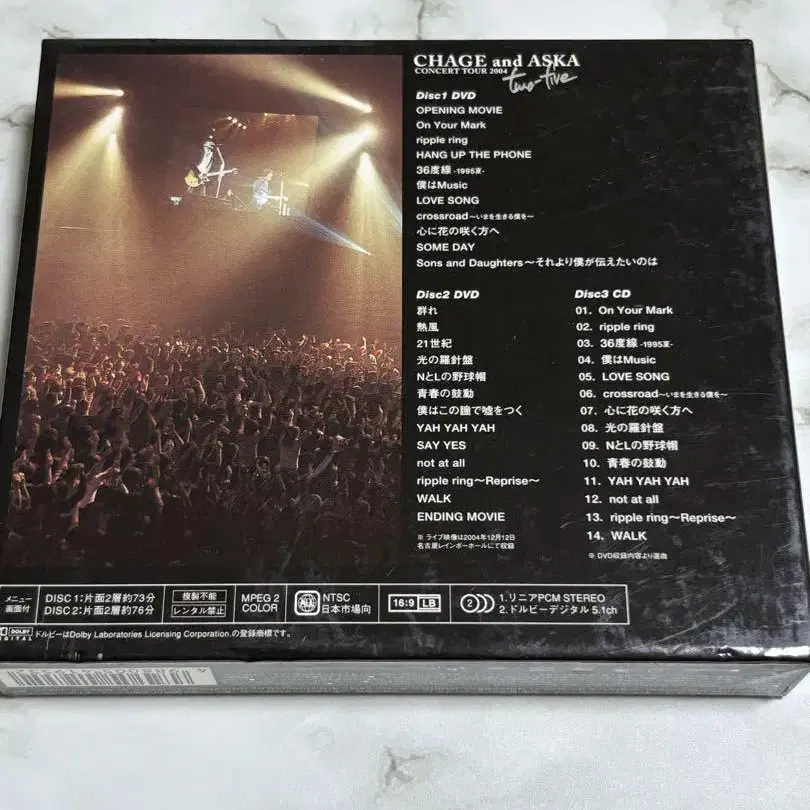 CHAGE and ASKA
CONCERT TOUR 2004
two-five
Disc1 DVD
OPENING MOVIE
On Your Mark
ripple ring
HANG UP THE PHONE
36度線 -1995夏-
僕はMusic
LOVE SONG
crossroad〜いまを生きる僕を〜
心に花の咲く方へ
SOME DAY
Sons and Daughters〜それより僕が伝えたいのは
Disc2 DVD
群れ
熱風
21世紀
光の羅針盤
NとLの野球帽
青春の鼓動
僕はこの瞳で嘘をつく
YAH YAH YAH
SAY YES
not at all
ripple ring〜Reprise〜
WALK
ENDING MOVIE
※ ライブ映像は2004年12月12日
名古屋レインボーホールにて収録
Disc3 CD
01. On Your Mark
02. ripple ring
03. 36度線 -1995夏-
04. 僕はMusic
05. LOVE SONG
06. crossroad〜いまを生きる僕を〜
07. 心に花の咲く方へ
08. 光の羅針盤
09. NとLの野球帽
10. 青春の鼓動
11. YAH YAH YAH
12. not at all
13. ripple ring〜Reprise〜
14. WALK
※ DVD収録内容より選曲
メニュー
画面付
DISC 1:片面2層約73分
DISC 2:片面2層約76分
複製不能
レンタル禁止
MPEG 2
COLOR
ALL
NTSC
日本市場向
16:9 LB
2
1.リニアPCM STEREO
2.ドルビーデジタル 5.1ch
DOLBY
DIGITAL
ドルビーはDolby Laboratories Licensing Corporation.の登録商標です。